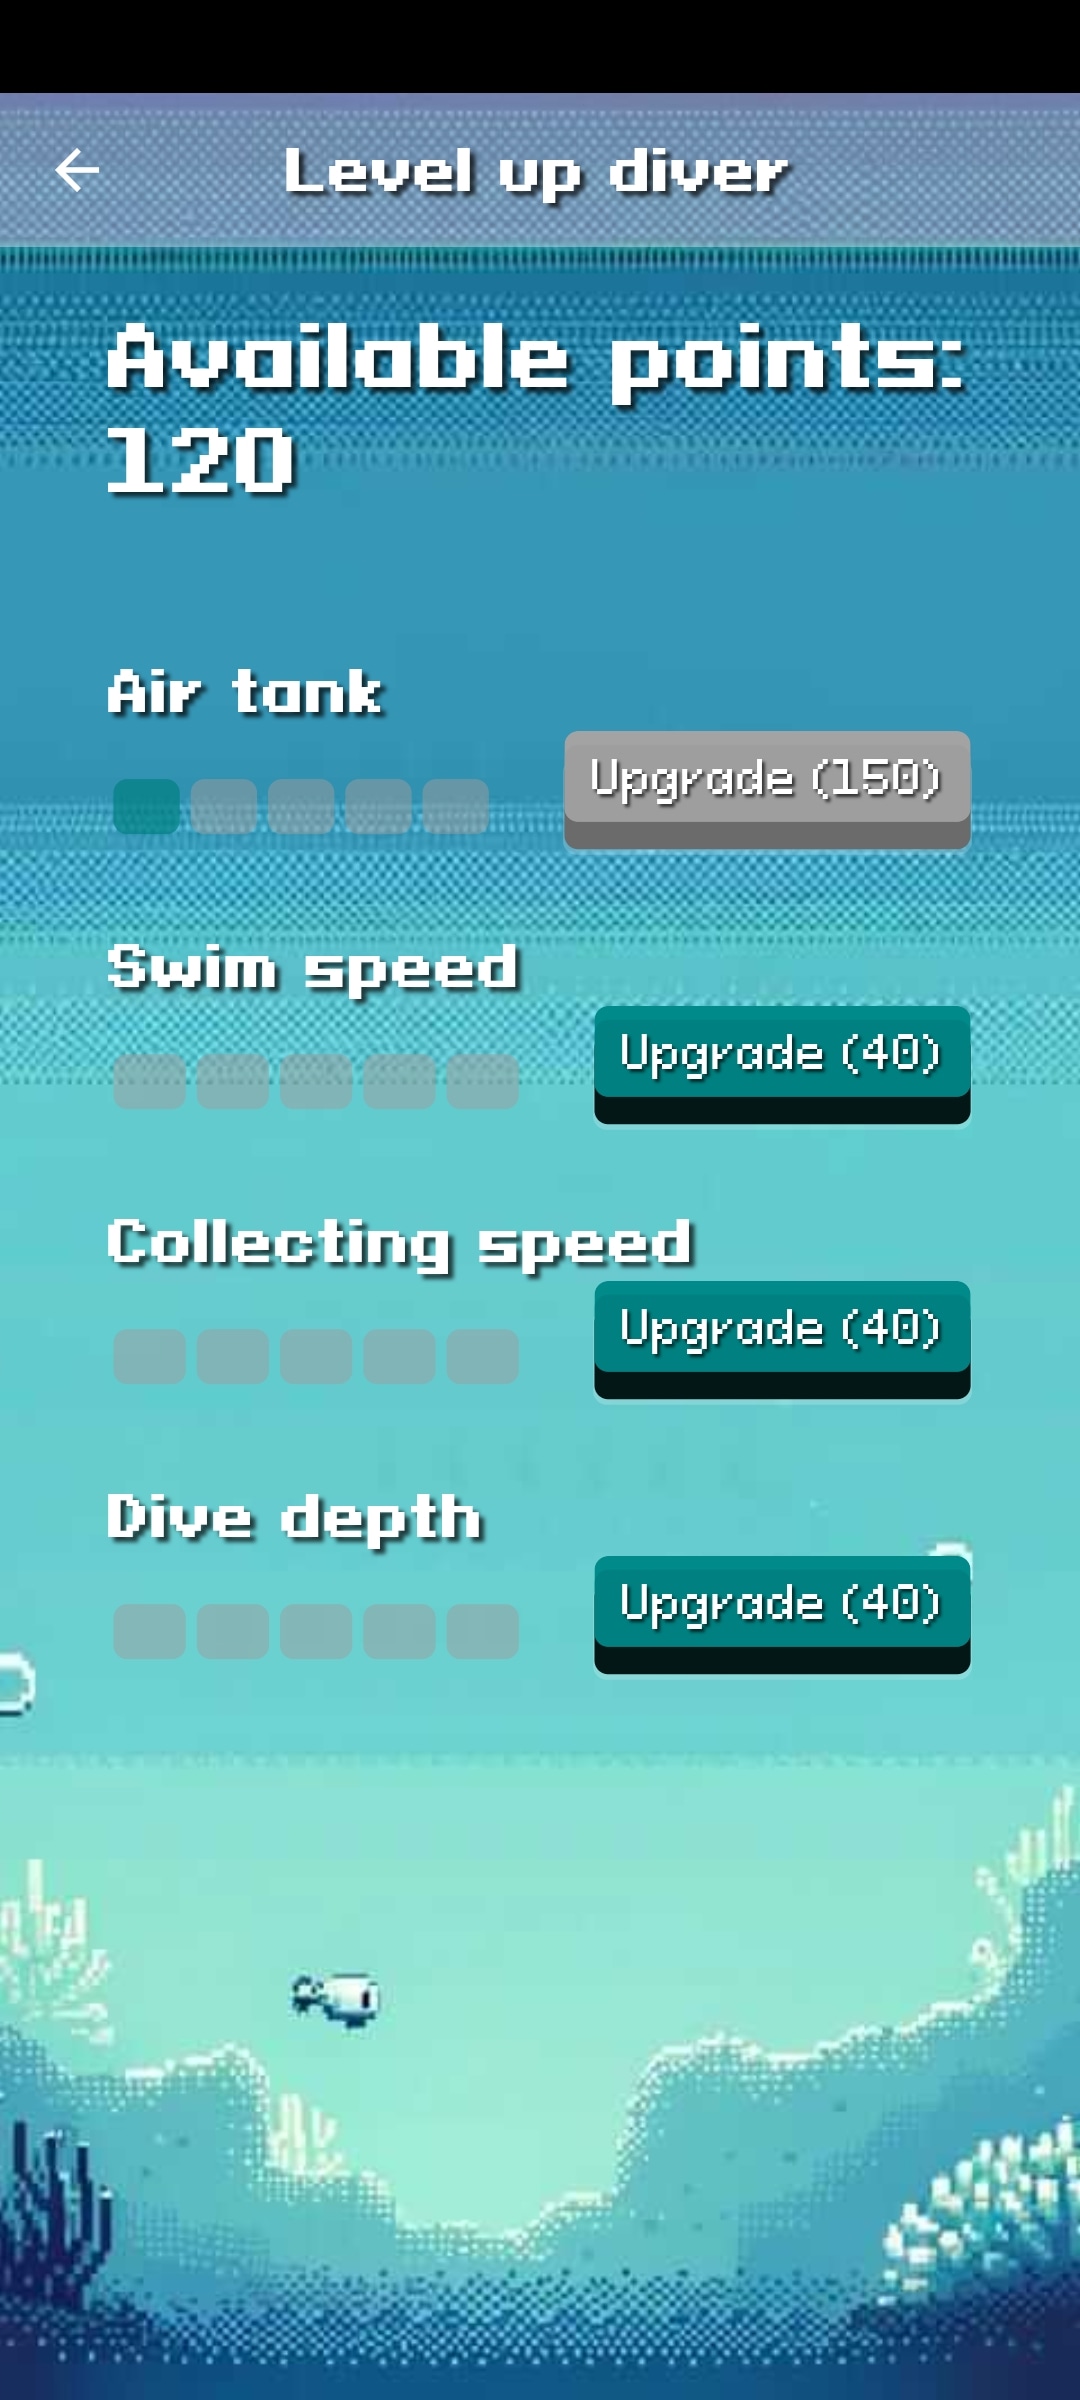 Level up diver
Available points:
120
Air tank
Upgrade (150)
Swim speed
Upgrade (40)
Collecting speed
Upgrade (40)
Dive depth
Upgrade (40)